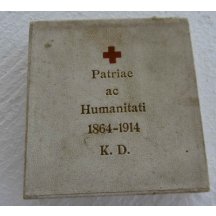 Patriae
ac
Humanitati
1864-1914
K. D.